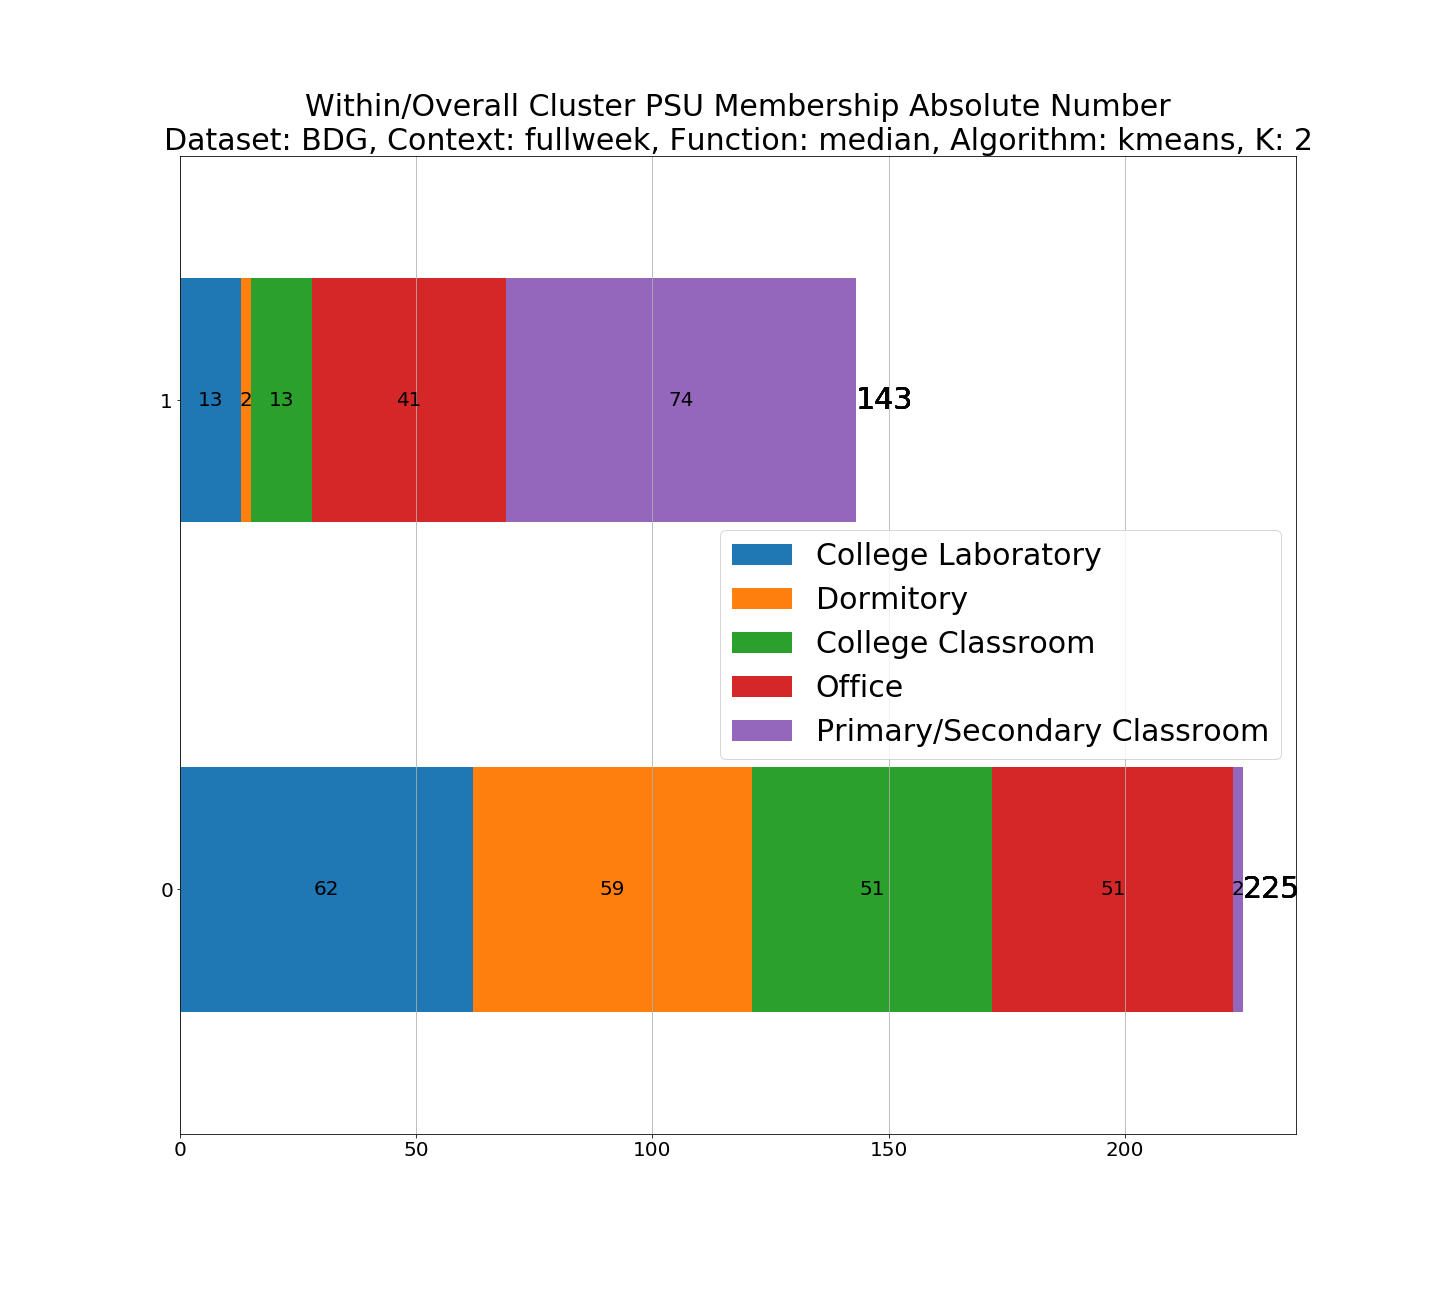 Within/Overall Cluster PSU Membership Absolute Number
Dataset: BDG, Context: fullweek, Function: median, Algorithm: kmeans, K: 2
1
13
2
13
41
74
143
College Laboratory
Dormitory
College Classroom
Office
Primary/Secondary Classroom
0
62
59
51
51
2
225
0
50
100
150
200